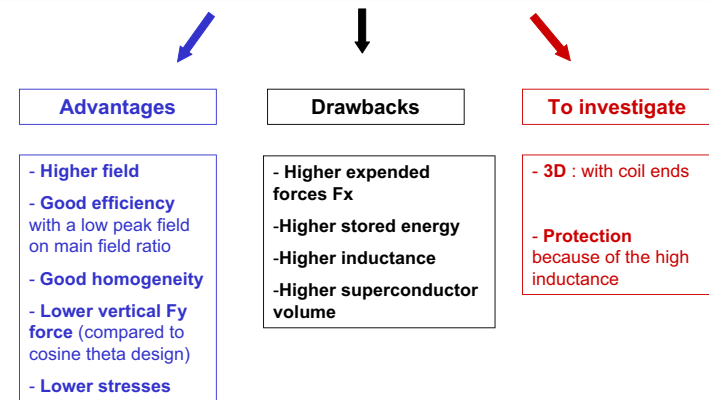 Advantages
- Higher field
- Good efficiency
with a low peak field
on main field ratio
- Good homogeneity
- Lower vertical Fy
force (compared to
cosine theta design)
- Lower stresses
Drawbacks
- Higher expended
forces Fx
-Higher stored energy
-Higher inductance
-Higher superconductor
volume
To investigate
- 3D : with coil ends
- Protection
because of the high
inductance